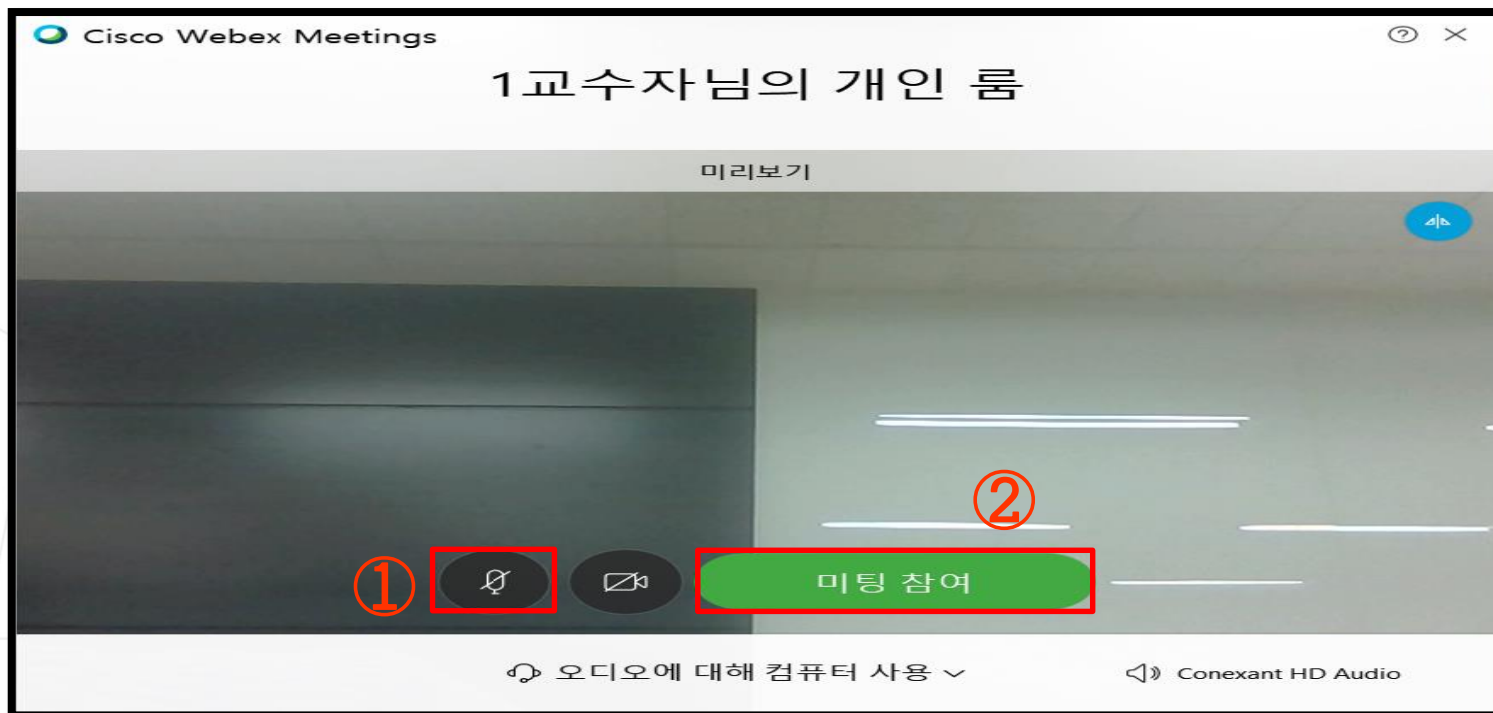 Cisco Webex Meetings
1교수자님의 개인 룸
미리보기
②
①
미팅 참여
오디오에 대해 컴퓨터 사용
Conexant HD Audio